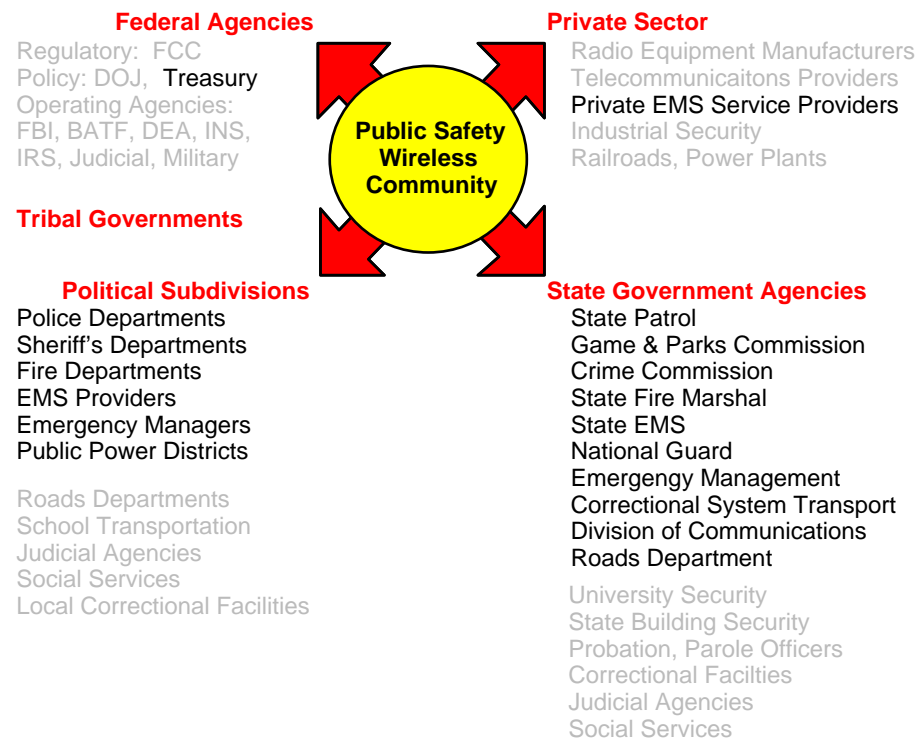 Federal Agencies
Regulatory:  FCC
Policy: DOJ,  Treasury
Operating Agencies:
FBI, BATF, DEA, INS,
IRS, Judicial, Military
Tribal Governments
Public Safety
Wireless
Community
Private Sector
Radio Equipment Manufacturers
Telecommunicaitons Providers
Private EMS Service Providers
Industrial Security
Railroads, Power Plants
Political Subdivisions
Police Departments
Sheriff’s Departments
Fire Departments
EMS Providers
Emergency Managers
Public Power Districts
Roads Departments
School Transportation
Judicial Agencies
Social Services
Local Correctional Facilities
State Government Agencies
State Patrol
Game & Parks Commission
Crime Commission
State Fire Marshal
State EMS
National Guard
Emergengy Management
Correctional System Transport
Division of Communications
Roads Department
University Security
State Building Security
Probation, Parole Officers
Correctional Facilties
Judicial Agencies
Social Services